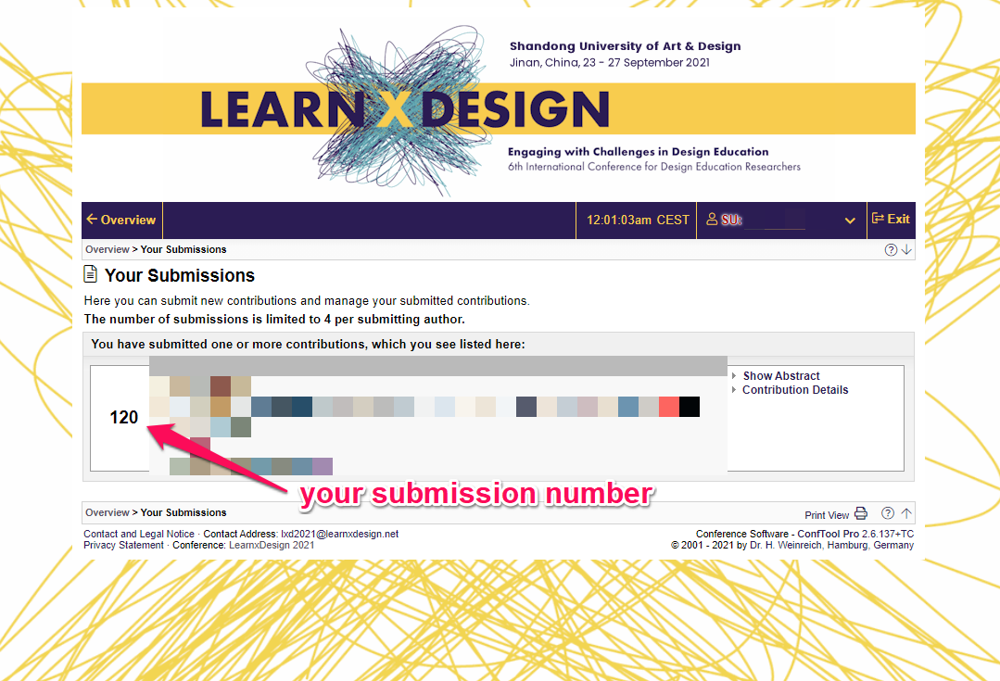 Shandong University of Art & Design
Jinan, China, 23 - 27 September 2021
LEARN X DESIGN
Engaging with Challenges in Design Education
6th International Conference for Design Education Researchers
Overview
12:01:03am CEST
SU:
Exit
Overview > Your Submissions
Your Submissions
Here you can submit new contributions and manage your submitted contributions.
The number of submissions is limited to 4 per submitting author.
You have submitted one or more contributions, which you see listed here:
120
Show Abstract
Contribution Details
your submission number
Overview > Your Submissions
Print View
Contact and Legal Notice · Contact Address: lxd2021@learnxdesign.net
Privacy Statement · Conference: LearnxDesign 2021
Conference Software - ConfTool Pro 2.6.137+TC
© 2001 - 2021 by Dr. H. Weinreich, Hamburg, Germany